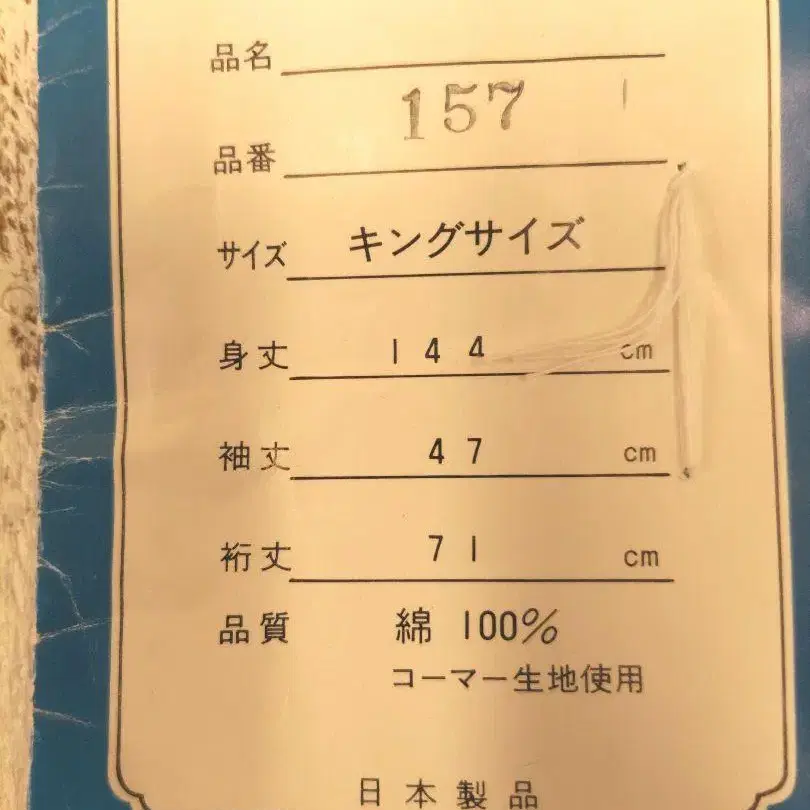 品名
品番 157
サイズ キングサイズ
身丈 144 cm
袖丈 47 cm
裄丈 71 cm
品質 綿 100%
コーマー生地使用
日本製品